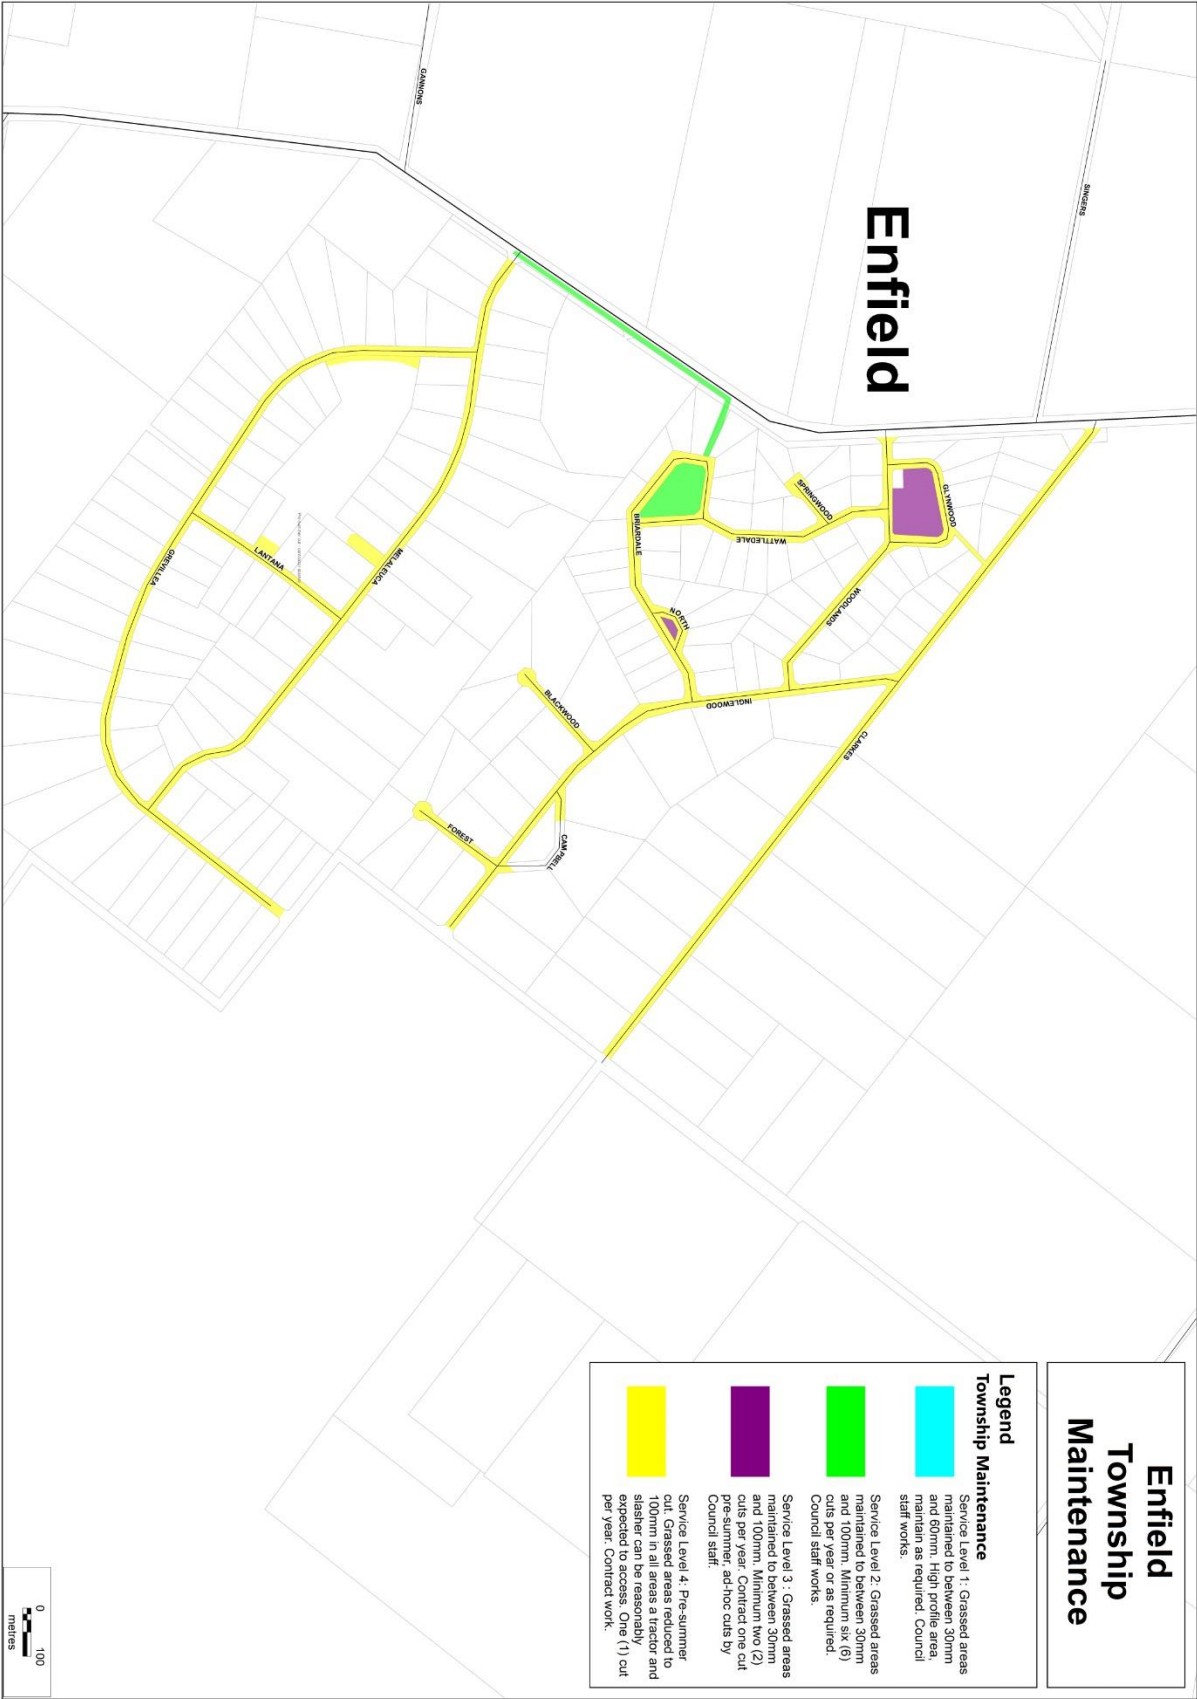 Enfield
Township
Maintenance
Legend
Township Maintenance
Service Level 1: Grassed areas
maintained to between 30mm
and 60mm. High profile area,
maintain as required. Council
staff works.
Service Level 2: Grassed areas
maintained to between 30mm
and 100mm. Minimum six (6)
cuts per year or as required.
Council staff works.
Service Level 3 : Grassed areas
maintained to between 30mm
and 100mm. Minimum two (2)
cuts per year. Contract one cut
pre-summer, ad-hoc cuts by
Council staff.
Service Level 4: Pre-summer
cut. Grassed areas reduced to
100mm in all areas a tractor and
slasher can be reasonably
expected to access. One (1) cut
per year. Contract work.
Enfield
SINGERS
GANNONS
GLYNWOOD
SPRINGWOOD
WATTLEDALE
BRIARDALE
WOODLANDS
NORTH
INGLEWOOD
CLARKES
BLACKWOOD
CAMPBELL
FOREST
MELALEUCA
LANTANA
GREVILLEA
0 100
metres